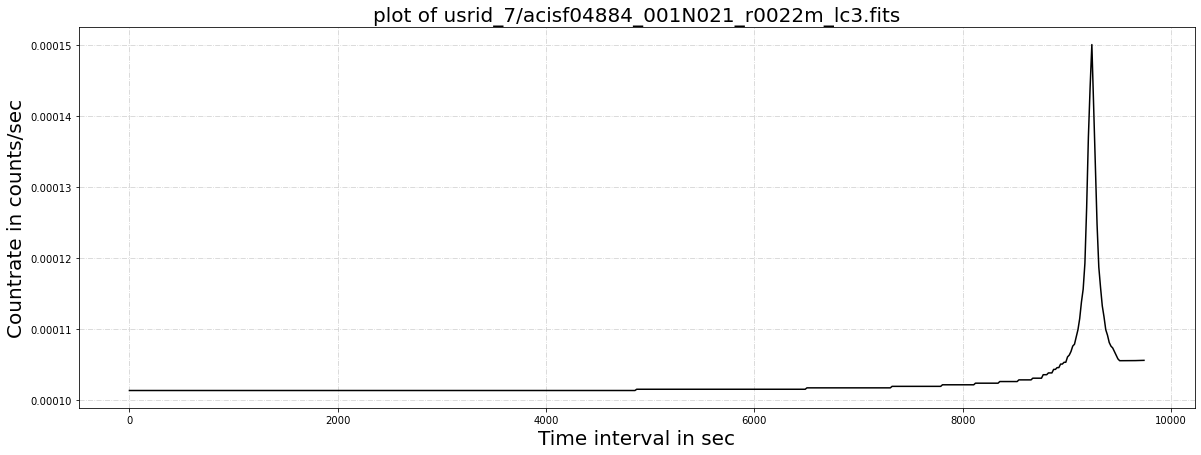 plot of usrid_7/acisf04884_001N021_r0022m_lc3.fits
Countrate in counts/sec
0.00015
0.00014
0.00013
0.00012
0.00011
0.00010
0 2000 4000 6000 8000 10000
Time interval in sec